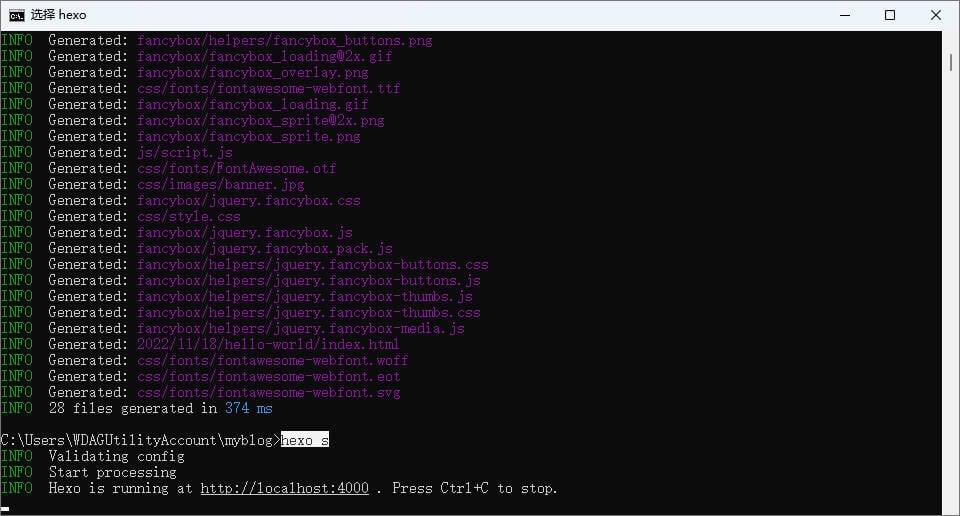 选择 hexo
INFO  Generated: fancybox/helpers/fancybox_buttons.png
INFO  Generated: fancybox/fancybox_loading@2x.gif
INFO  Generated: fancybox/fancybox_overlay.png
INFO  Generated: css/fonts/fontawesome-webfont.ttf
INFO  Generated: fancybox/fancybox_loading.gif
INFO  Generated: fancybox/fancybox_sprite@2x.png
INFO  Generated: fancybox/fancybox_sprite.png
INFO  Generated: js/script.js
INFO  Generated: css/fonts/FontAwesome.otf
INFO  Generated: css/images/banner.jpg
INFO  Generated: fancybox/jquery.fancybox.css
INFO  Generated: css/style.css
INFO  Generated: fancybox/jquery.fancybox.js
INFO  Generated: fancybox/jquery.fancybox.pack.js
INFO  Generated: fancybox/helpers/jquery.fancybox-buttons.css
INFO  Generated: fancybox/helpers/jquery.fancybox-buttons.js
INFO  Generated: fancybox/helpers/jquery.fancybox-thumbs.js
INFO  Generated: fancybox/helpers/jquery.fancybox-thumbs.css
INFO  Generated: fancybox/helpers/jquery.fancybox-media.js
INFO  Generated: 2022/11/18/hello-world/index.html
INFO  Generated: css/fonts/fontawesome-webfont.woff
INFO  Generated: css/fonts/fontawesome-webfont.eot
INFO  Generated: css/fonts/fontawesome-webfont.svg
INFO  28 files generated in 374 ms
C:\Users\WDAGUtilityAccount\myblog>hexo s
INFO  Validating config
INFO  Start processing
INFO  Hexo is running at http://localhost:4000 . Press Ctrl+C to stop.